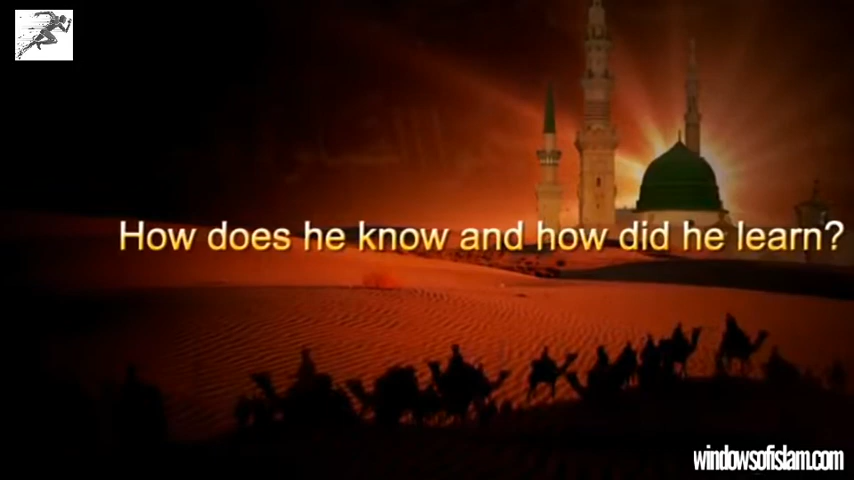 How does he know and how did he learn?
windowsofislam.com